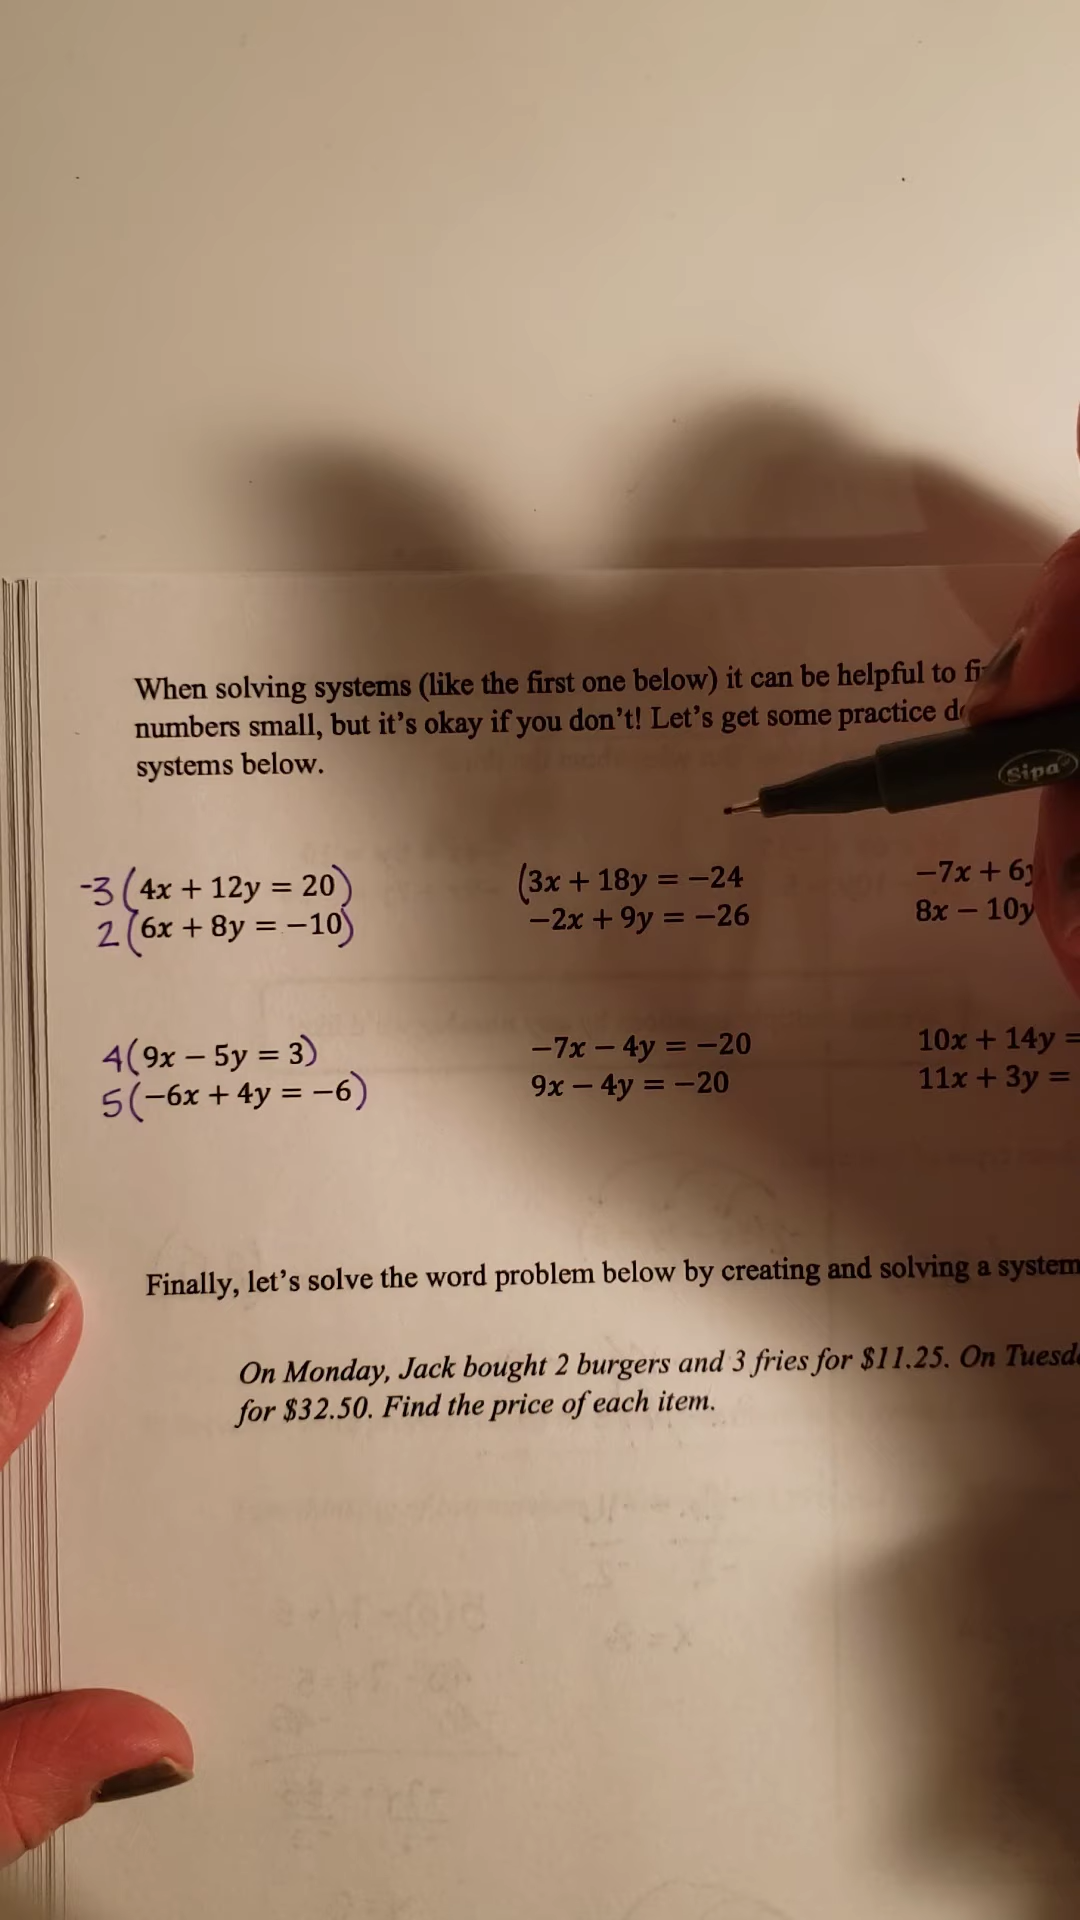 When solving systems (like the first one below) it can be helpful to
numbers small, but it's okay if you don't! Let's get some practice
systems below.
Sipa
-3(4x + 12y = 20)
2(6x + 8y = −10)
(3x + 18y = −24
−2x + 9y = −26
−7x + 6y
8x − 10y
4(9x − 5y = 3)
5(−6x + 4y = −6)
−7x − 4y = −20
9x − 4y = −20
10x + 14y =
11x + 3y =
Finally, let's solve the word problem below by creating and solving a system
On Monday, Jack bought 2 burgers and 3 fries for $11.25. On
for $32.50. Find the price of each item.